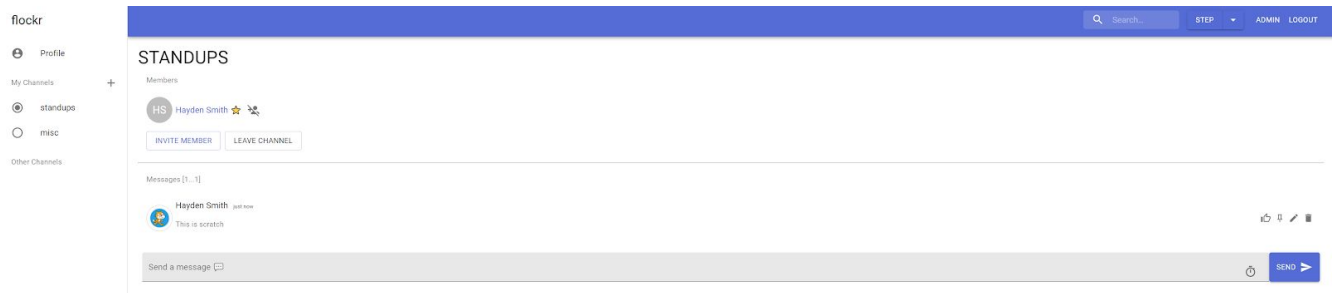 flockr
Search...
STEP
ADMIN LOGOUT
Profile
My Channels +
standups
misc
Other Channels
STANDUPS
Members
HS Hayden Smith
INVITE MEMBER LEAVE CHANNEL
Messages [1...1]
Hayden Smith just now
This is scratch
Send a message
SEND